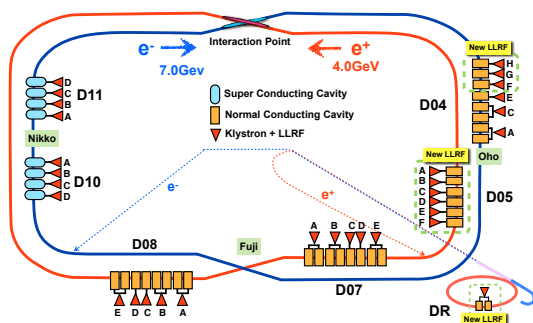 Interaction Point
e-
7.0Gev
e+
4.0GeV
New LLRF
H
G
F
E
C
A
D04
D
C
B
A
D11
Super Conducting Cavity
Normal Conducting Cavity
Klystron + LLRF
Nikko
A
B
C
D
D10
New LLRF
Oho
A
B
C
D
E
F
D05
e-
e+
D08
Fuji
A
B
C
D
E
D07
E
D
C
B
A
DR
New LLRF